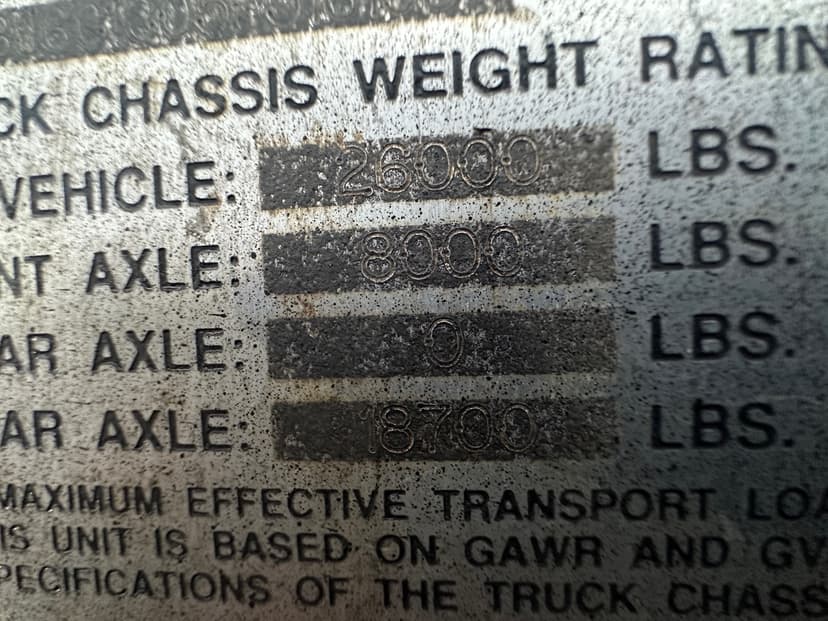 CK CHASSIS WEIGHT RATIN
VEHICLE: 26000 LBS.
NT AXLE: 8000 LBS.
AR AXLE: 0 LBS.
AR AXLE: 18700 LBS.
MAXIMUM EFFECTIVE TRANSPORT LOA
IS UNIT IS BASED ON GAWR AND GV
PECIFICATIONS OF THE TRUCK CHASS